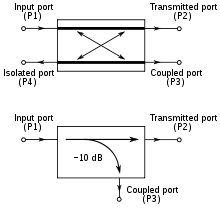 Input port
(P1)
Transmitted port
(P2)
Isolated port
(P4)
Coupled port
(P3)
Input port
(P1)
Transmitted port
(P2)
−10 dB
Coupled port
(P3)